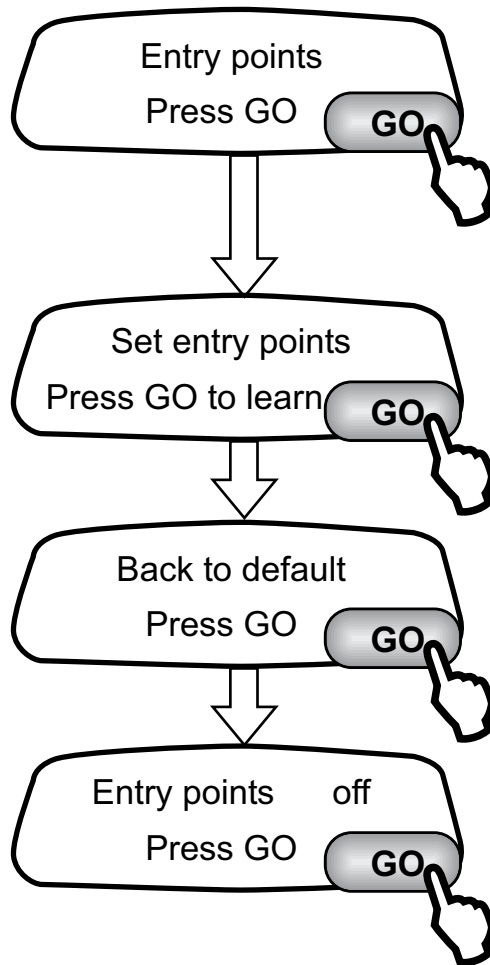 Entry points
Press GO
GO
Set entry points
Press GO to learn
GO
Back to default
Press GO
GO
Entry points off
Press GO
GO